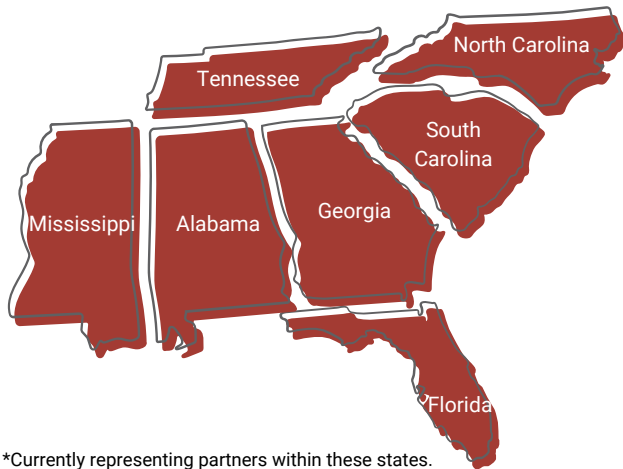 North Carolina
Tennessee
South
Carolina
Mississippi
Alabama
Georgia
Florida
*Currently representing partners within these states.